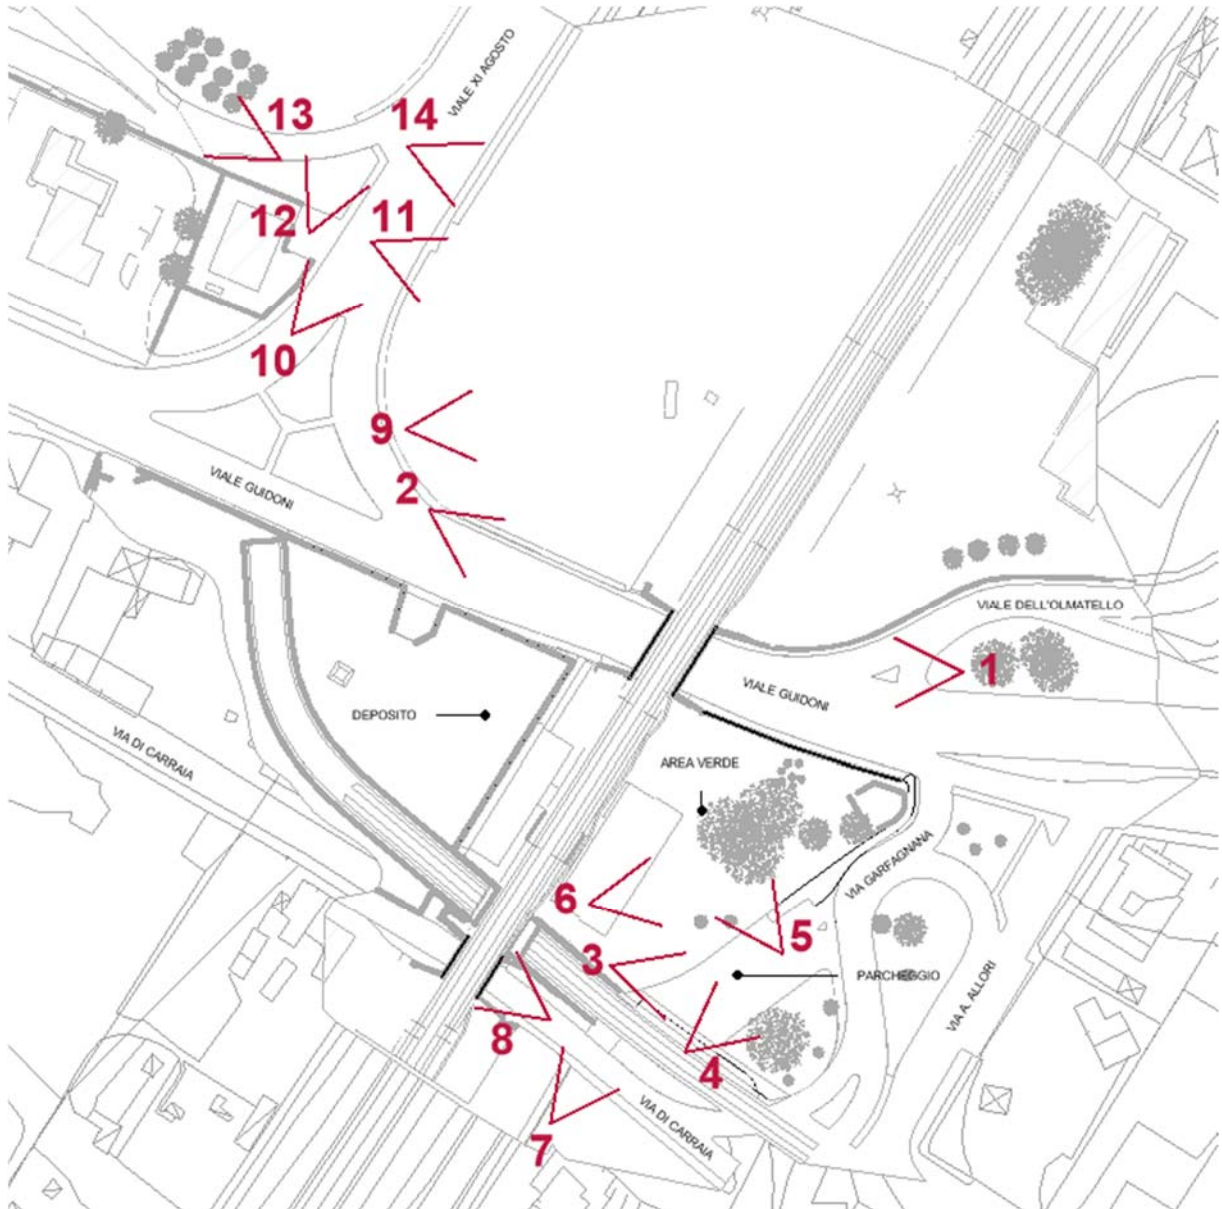 VIALE XI AGOSTO
13
14
12
11
10
9
2
VIALE GUIDONI
VIALE DELL'OLMATELLO
1
VIALE GUIDONI
DEPOSITO
VIA DI CARRAIA
AREA VERDE
VIA GARFAGNANA
6
5
3
PARCHEGGIO
VIA A. ALLORI
8
4
VIA DI CARRAIA
7